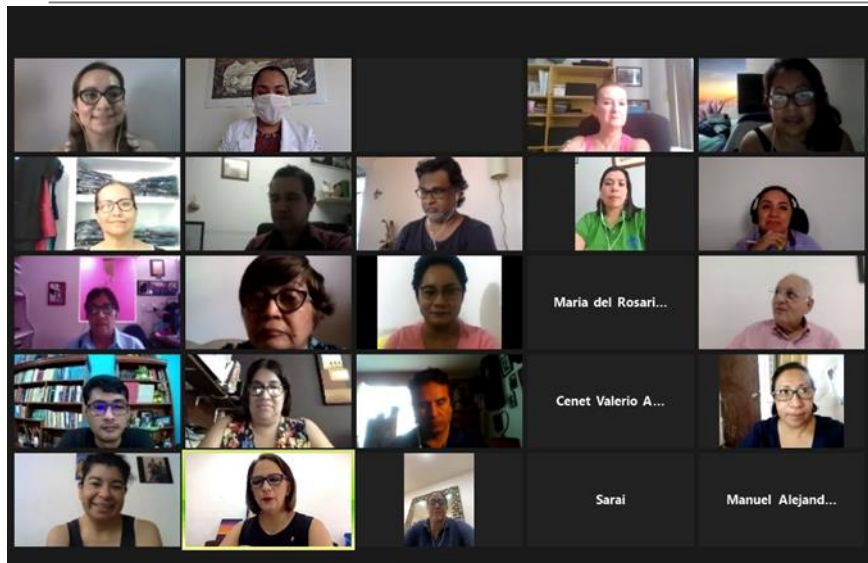 Maria del Rosari...
Cenet Valerio A...
Sarai
Manuel Alejand...